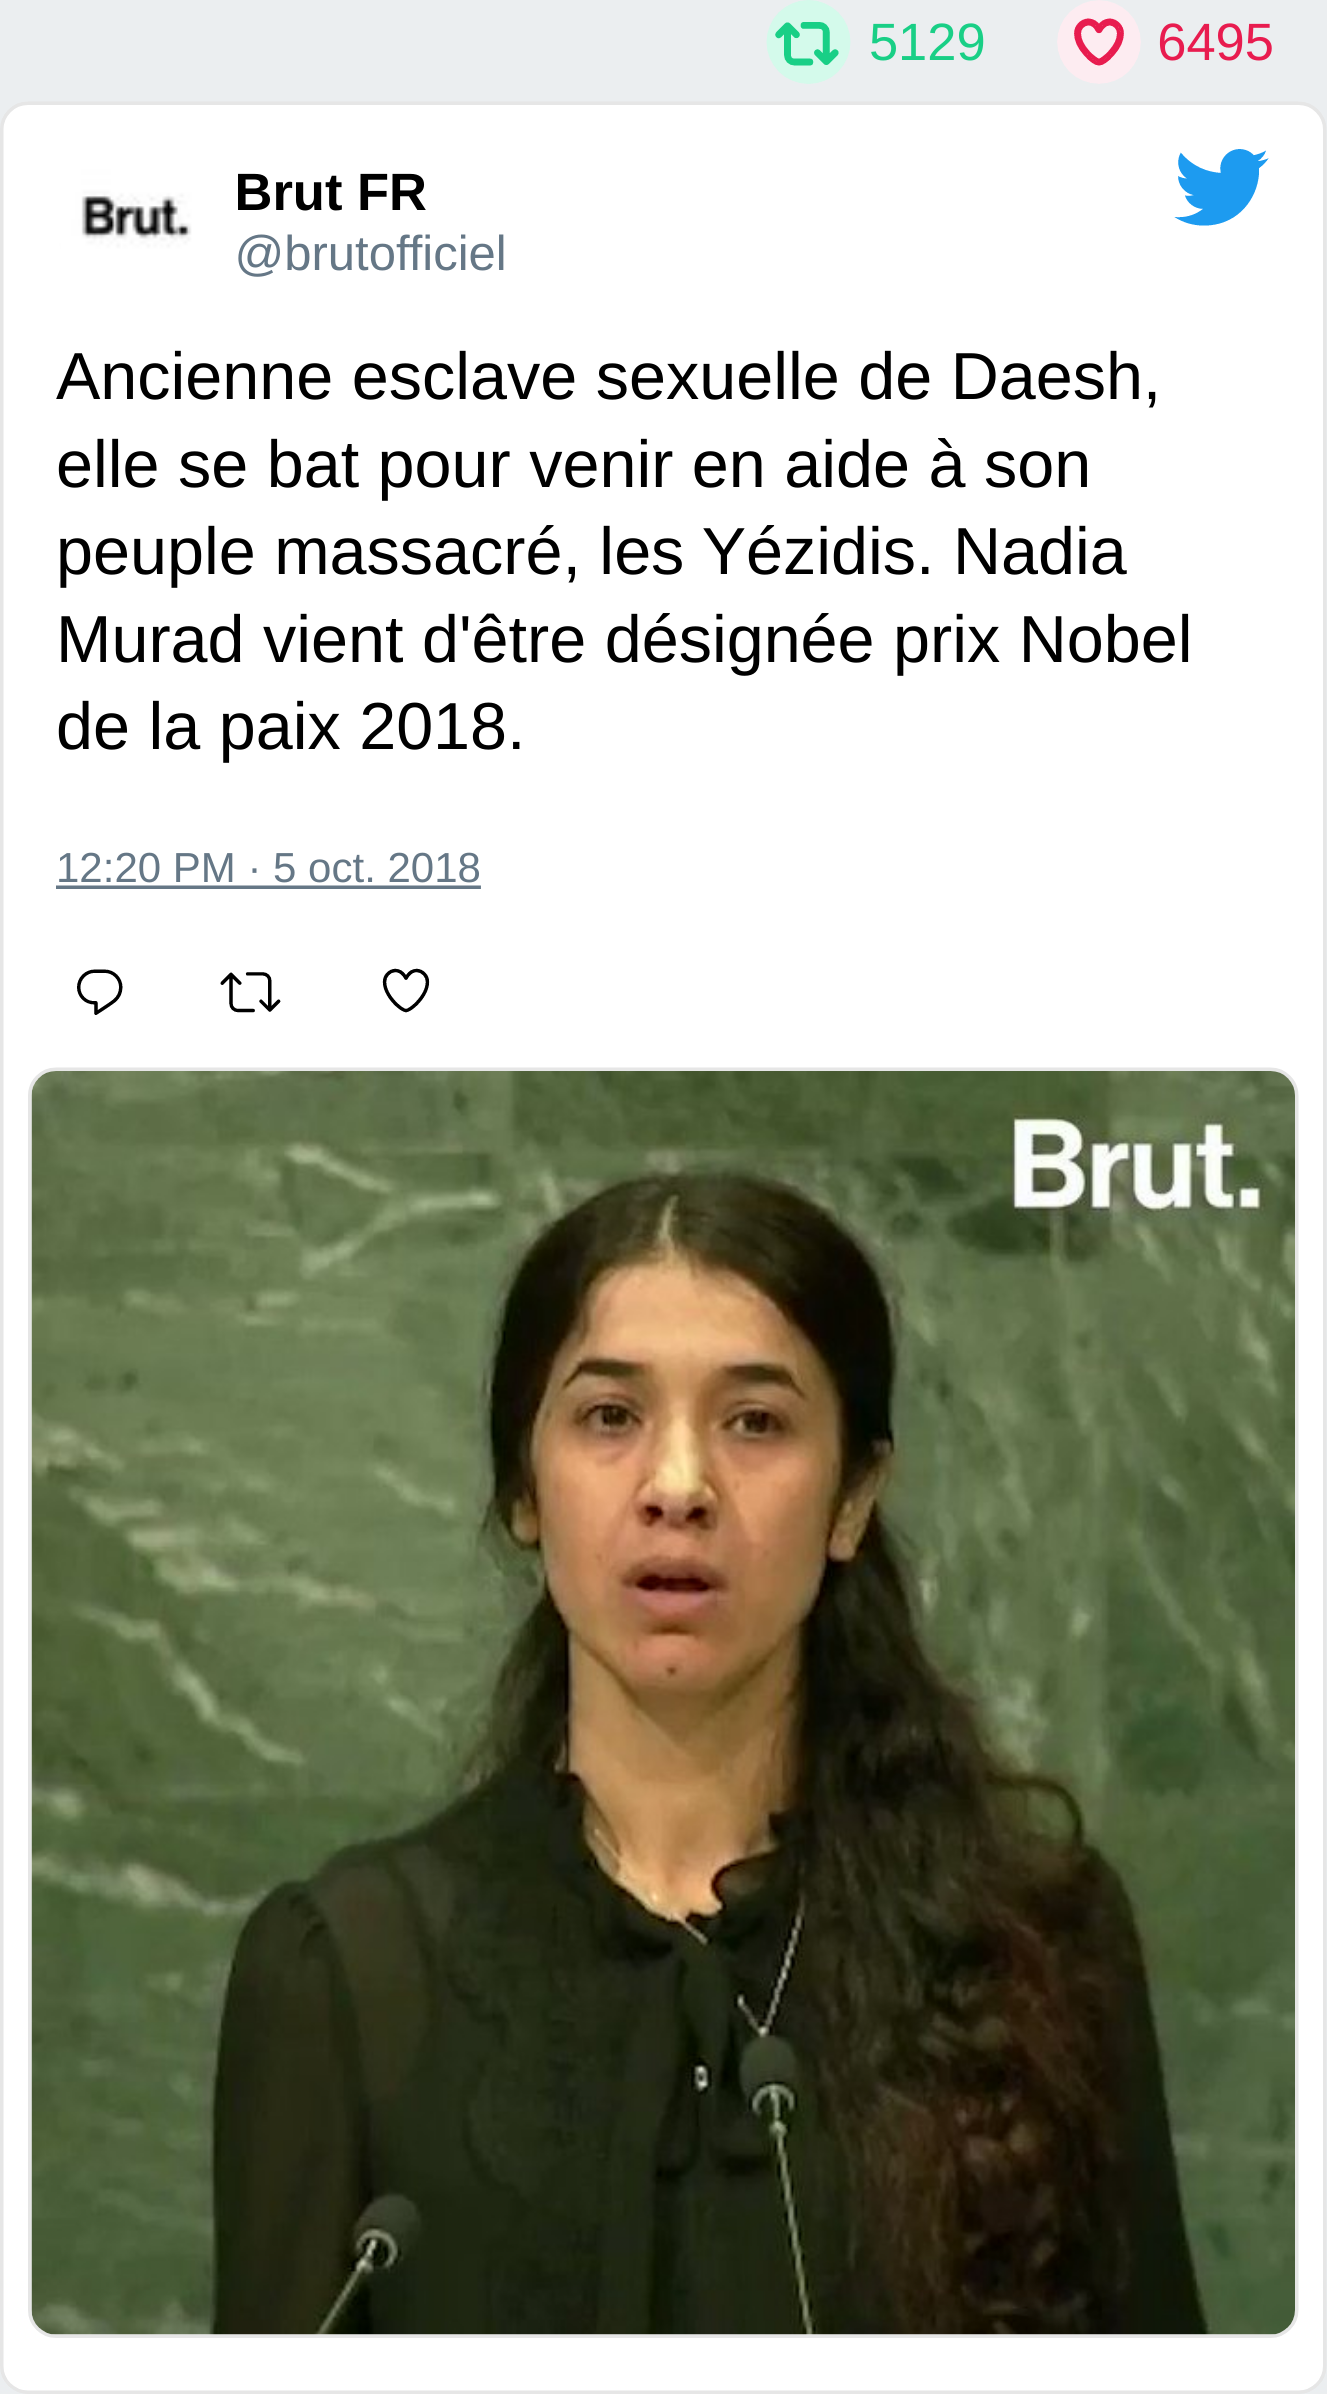 5129 6495
Brut.
Brut FR
@brutofficiel
Ancienne esclave sexuelle de Daesh,
elle se bat pour venir en aide à son
peuple massacré, les Yézidis. Nadia
Murad vient d'être désignée prix Nobel
de la paix 2018.
12:20 PM · 5 oct. 2018
Brut.